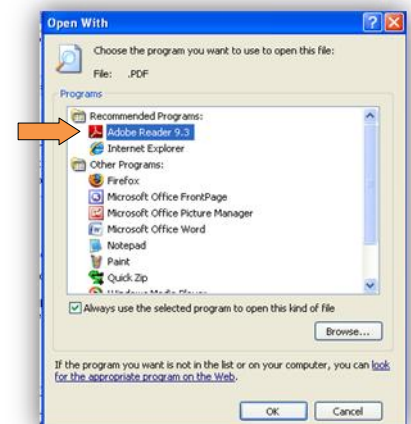 Open With
Choose the program you want to use to open this file:
File: .PDF
Programs
Recommended Programs:
Adobe Reader 9.3
Internet Explorer
Other Programs:
Firefox
Microsoft Office FrontPage
Microsoft Office Picture Manager
Microsoft Office Word
Notepad
Paint
Quick Zip
Windows Media Player
Always use the selected program to open this kind of file
Browse...
If the program you want is not in the list or on your computer, you can look
for the appropriate program on the Web.
OK Cancel